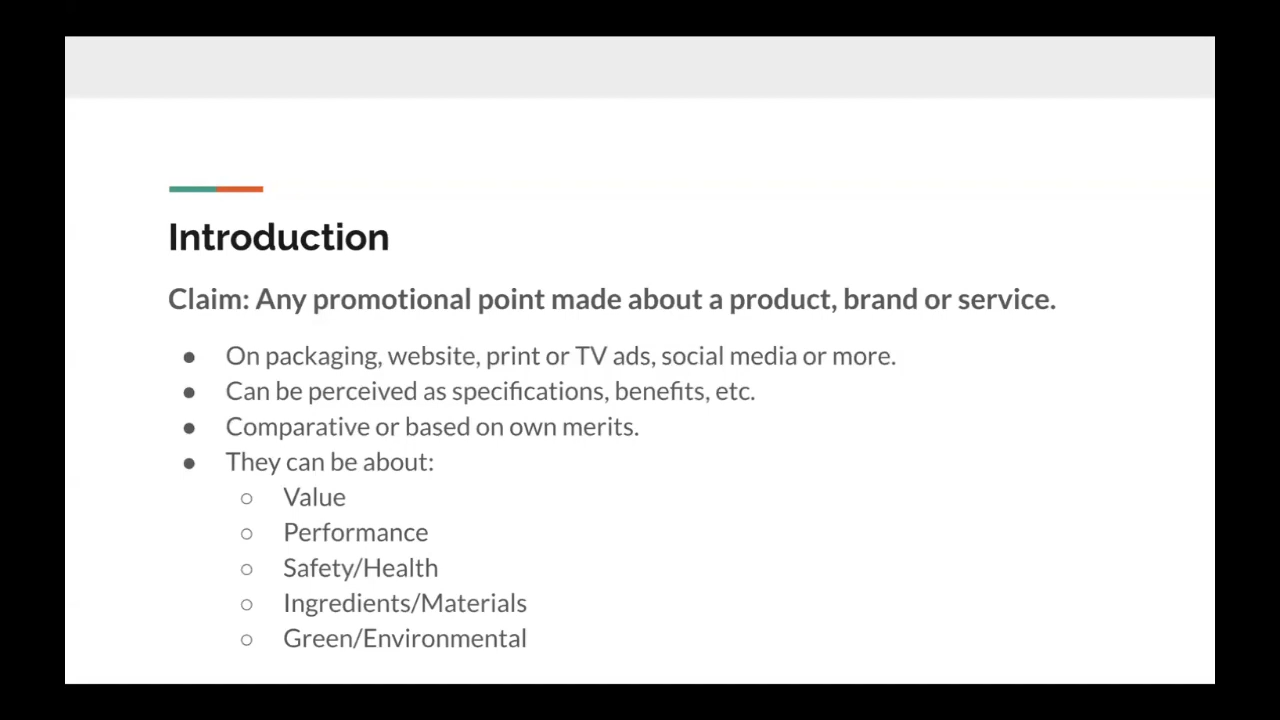 Introduction
Claim: Any promotional point made about a product, brand or service.
● On packaging, website, print or TV ads, social media or more.
● Can be perceived as specifications, benefits, etc.
● Comparative or based on own merits.
● They can be about:
○ Value
○ Performance
○ Safety/Health
○ Ingredients/Materials
○ Green/Environmental